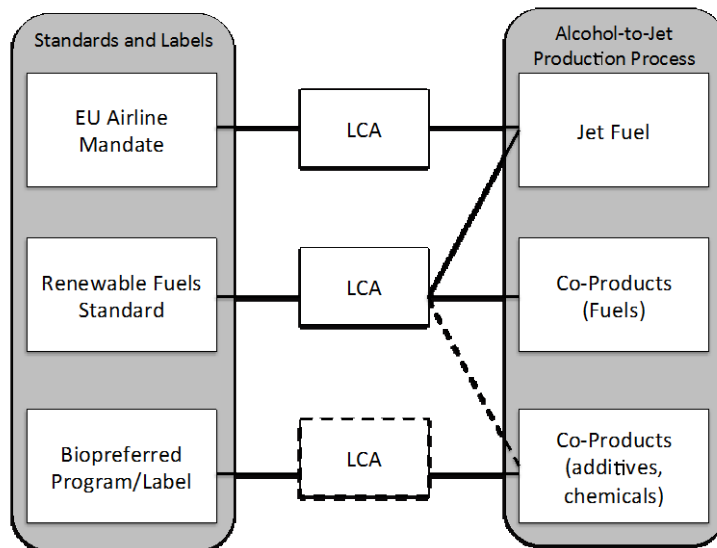 Standards and Labels
Alcohol-to-Jet
Production Process
EU Airline
Mandate
LCA
Jet Fuel
Renewable Fuels
Standard
LCA
Co-Products
(Fuels)
Biopreferred
Program/Label
LCA
Co-Products
(additives,
chemicals)